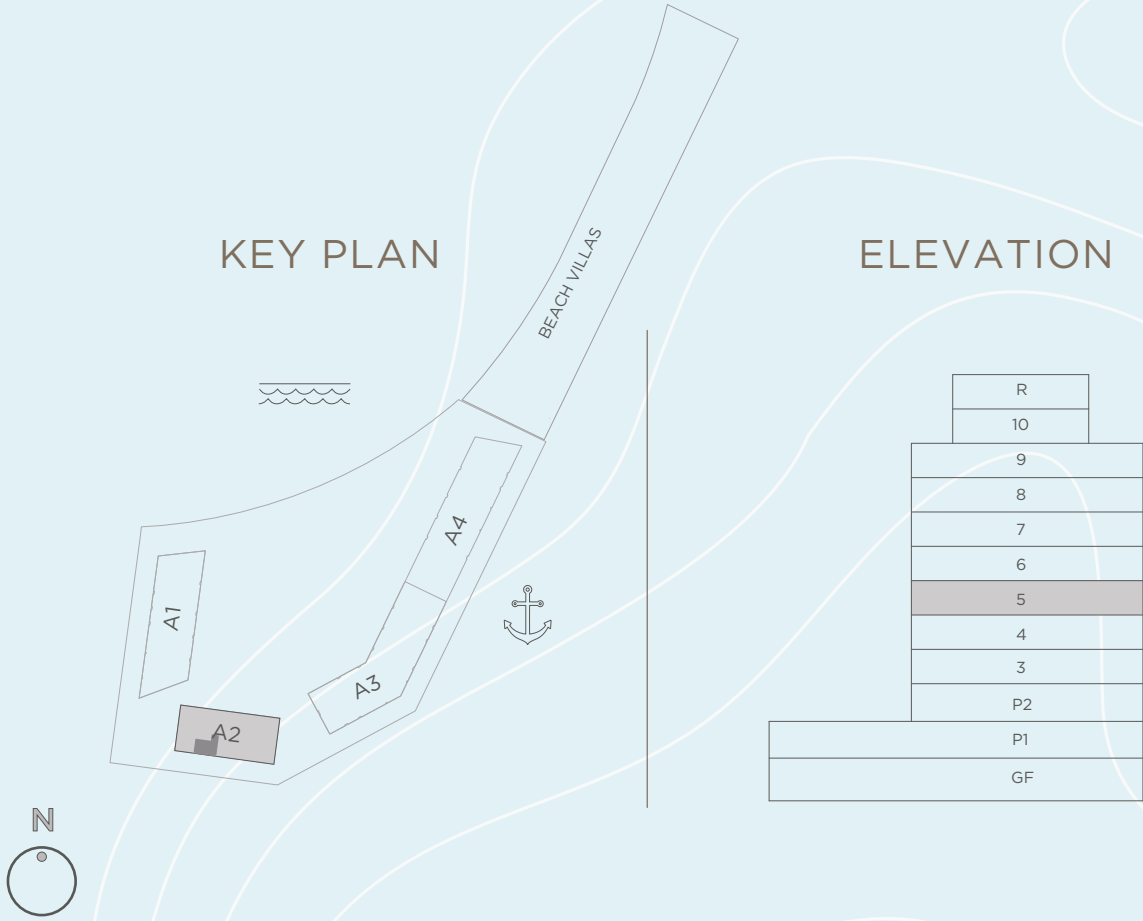 KEY PLAN
BEACH VILLAS
A4
A1
A3
A2
N
ELEVATION
R
10
9
8
7
6
5
4
3
P2
P1
GF